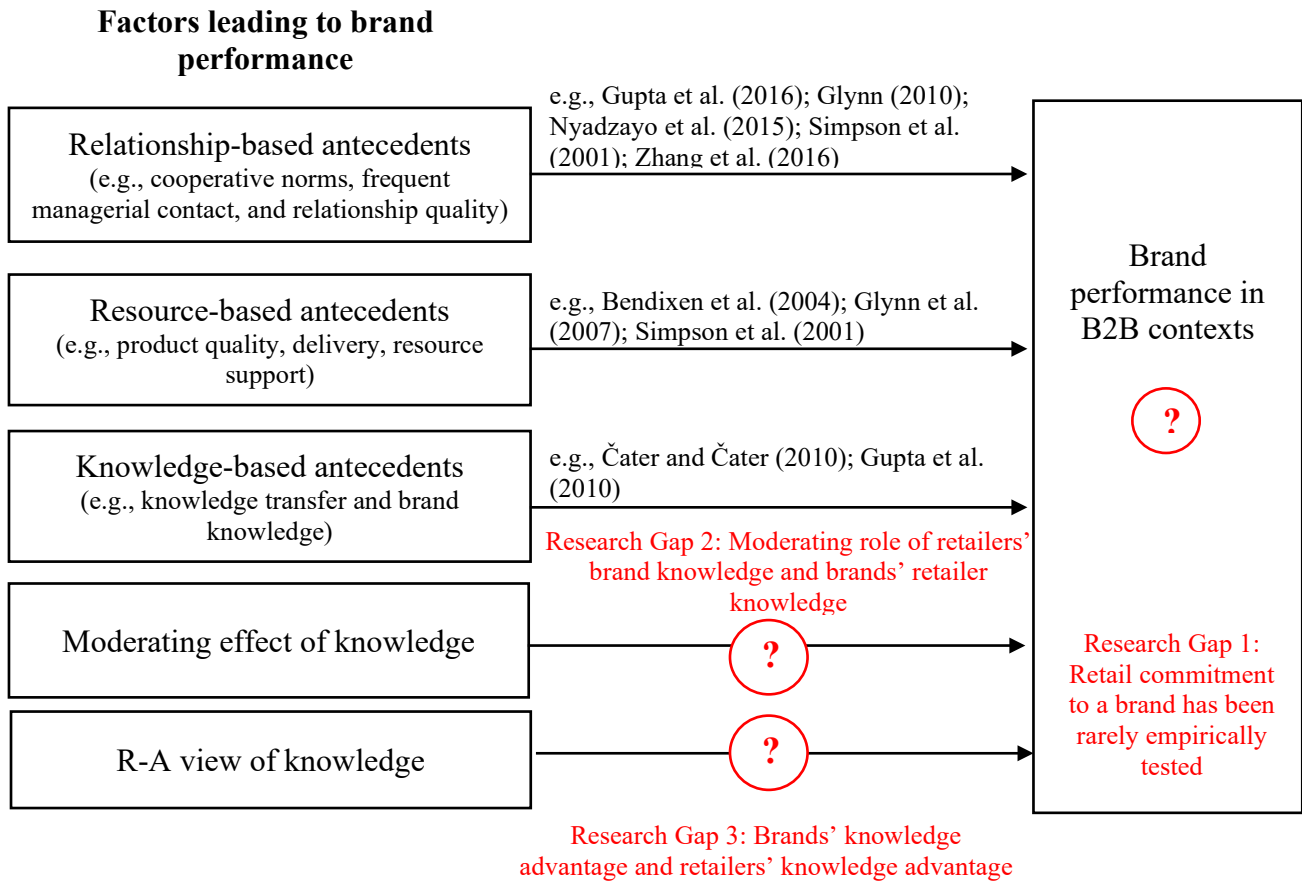 Factors leading to brand
performance
Relationship-based antecedents
(e.g., cooperative norms, frequent
managerial contact, and relationship quality)
e.g., Gupta et al. (2016); Glynn (2010);
Nyadzayo et al. (2015); Simpson et al.
(2001); Zhang et al. (2016)
Resource-based antecedents
(e.g., product quality, delivery, resource
support)
e.g., Bendixen et al. (2004); Glynn et al.
(2007); Simpson et al. (2001)
Knowledge-based antecedents
(e.g., knowledge transfer and brand
knowledge)
e.g., Čater and Čater (2010); Gupta et al.
(2010)
Research Gap 2: Moderating role of retailers’
brand knowledge and brands’ retailer
knowledge
Moderating effect of knowledge
?
R-A view of knowledge
?
Research Gap 3: Brands’ knowledge
advantage and retailers’ knowledge advantage
Brand
performance in
B2B contexts
?
Research Gap 1:
Retail commitment
to a brand has been
rarely empirically
tested